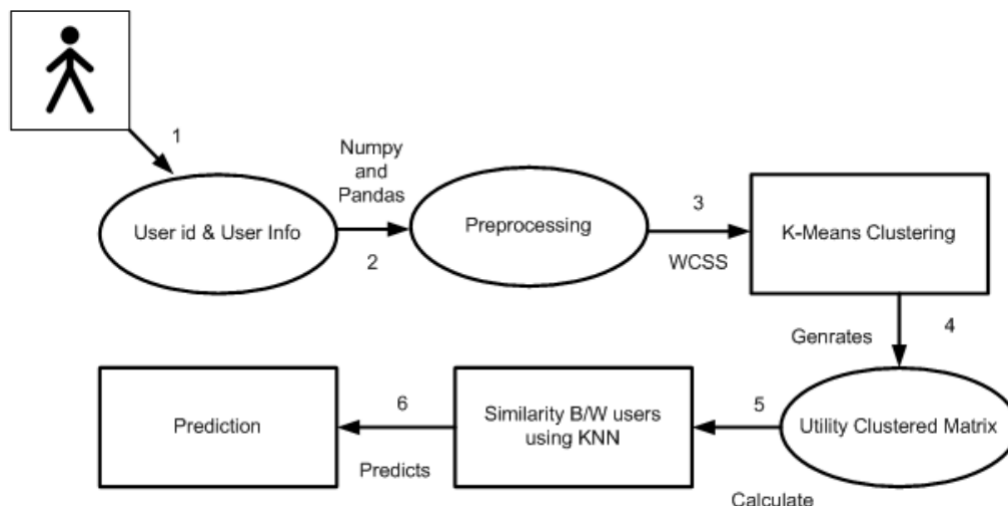 1
Numpy
and
Pandas
User id & User Info
2
Preprocessing
3
WCSS
K-Means Clustering
Genrates
4
Utility Clustered Matrix
5
Calculate
Similarity B/W users
using KNN
6
Predicts
Prediction